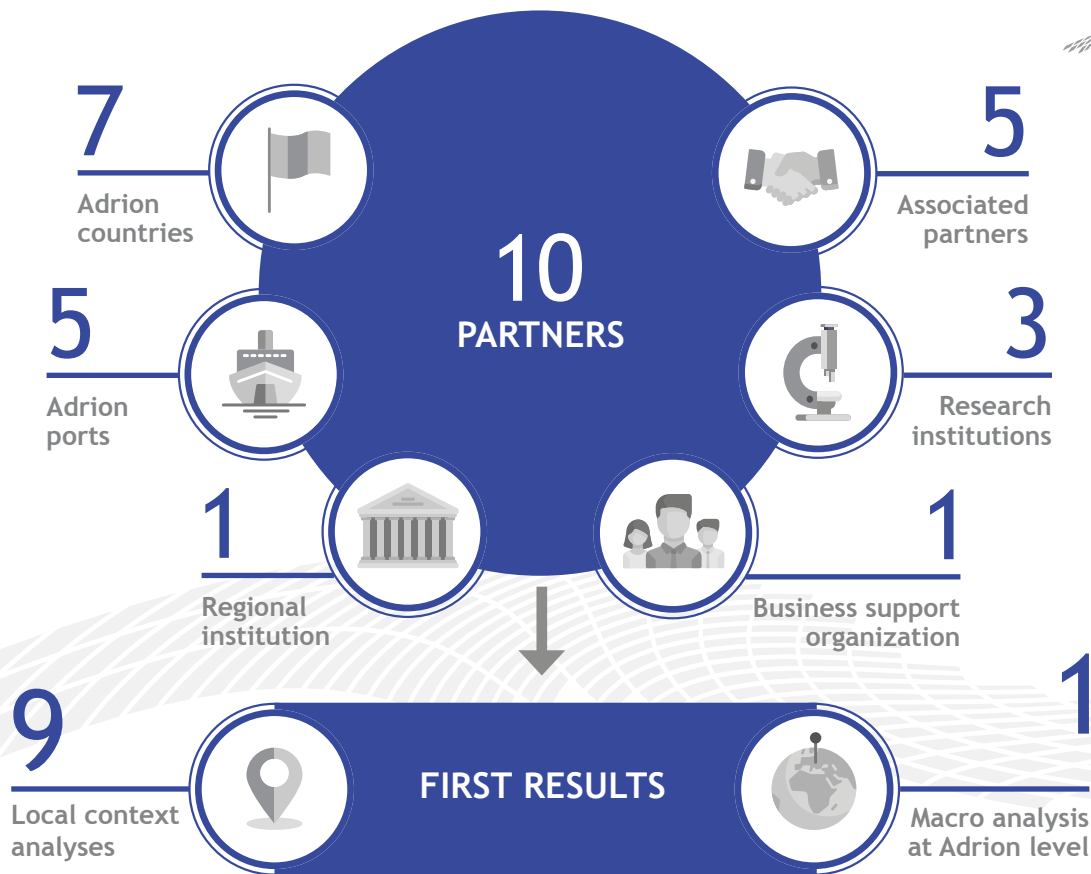 7
Adrion
countries
5
Associated
partners
10
PARTNERS
5
Adrion
ports
3
Research
institutions
1
Regional
institution
1
Business support
organization
9
Local context
analyses
FIRST RESULTS
1
Macro analysis
at Adrion level